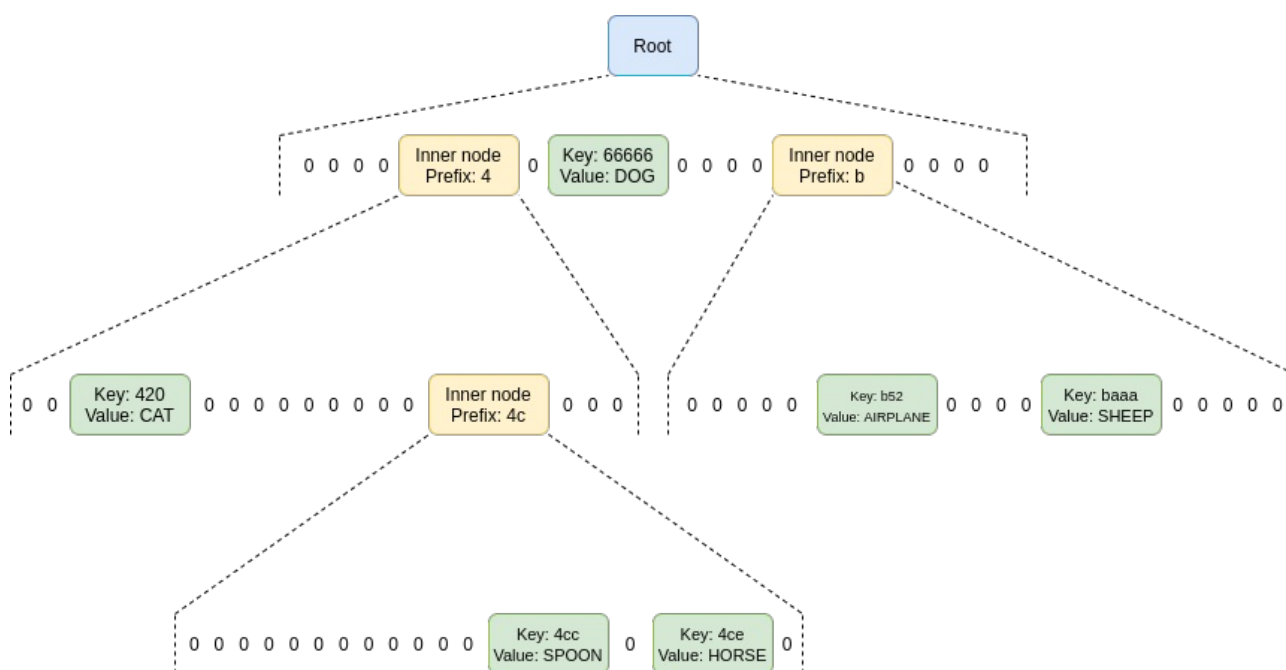 Root
0 0 0 0 Inner node 0 Key: 66666 0 0 0 0 Inner node 0 0 0 0
Prefix: 4 Value: DOG Prefix: b
0 0 Key: 420 0 0 0 0 0 0 0 0 0 Inner node 0 0 0 0 0 0 0 0 Key: b52 0 0 0 0 Key: baaa 0 0 0 0 0
Value: CAT Prefix: 4c Value: AIRPLANE Value: SHEEP
0 0 0 0 0 0 0 0 0 0 0 0 Key: 4cc 0 Key: 4ce 0
Value: SPOON Value: HORSE